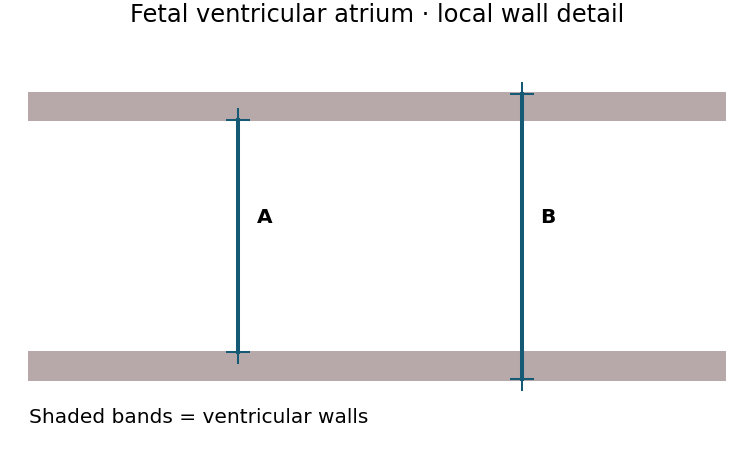 Fetal ventricular atrium · local wall detail
A
B
Shaded bands = ventricular walls